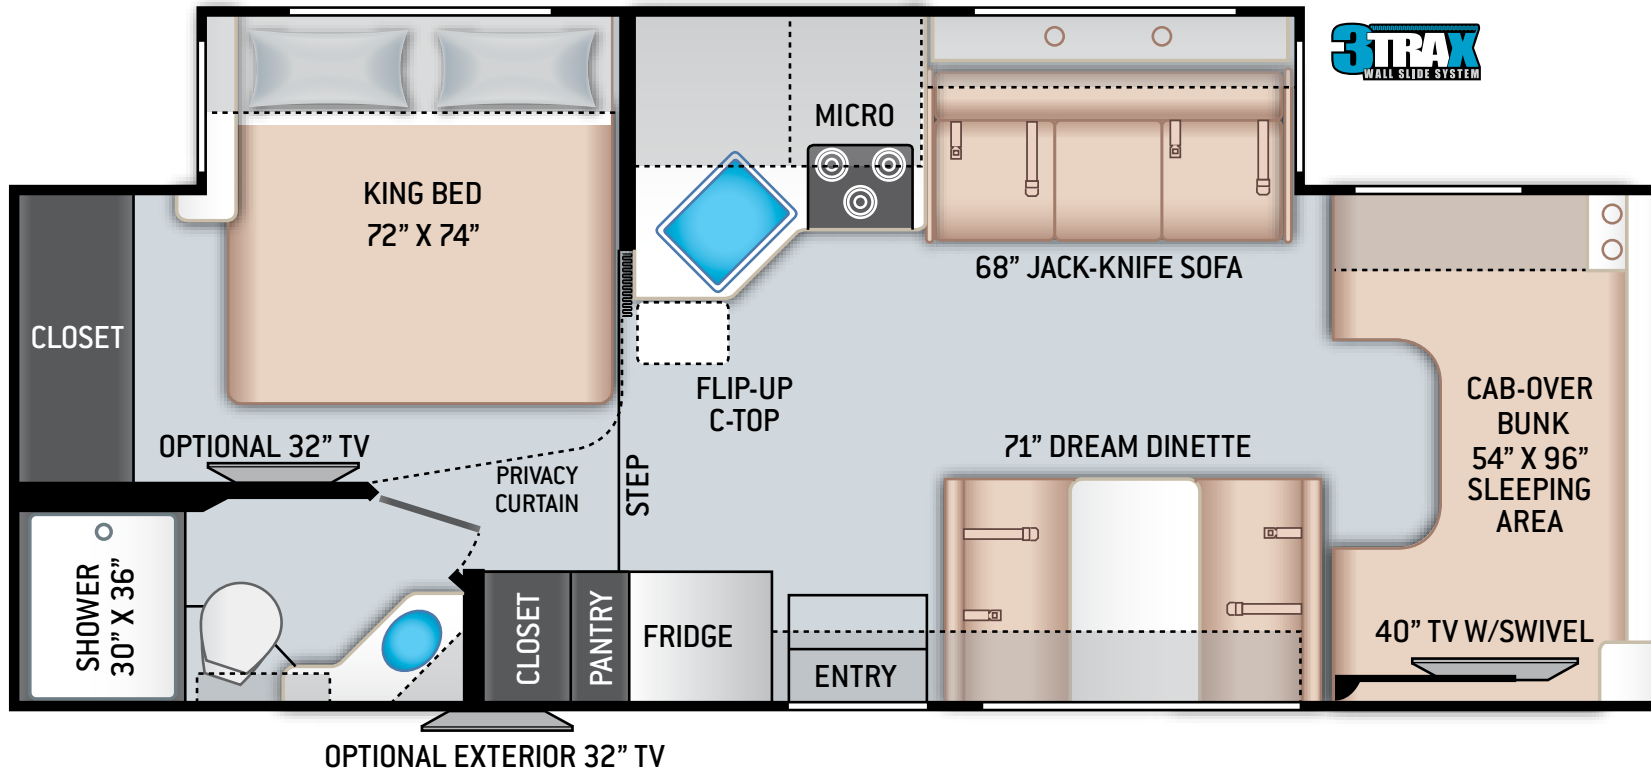 3TRAX
WALL SLIDE SYSTEM
MICRO
KING BED
72” X 74”
68” JACK-KNIFE SOFA
CLOSET
FLIP-UP
C-TOP
CAB-OVER
BUNK
54” X 96”
SLEEPING
AREA
OPTIONAL 32” TV
71” DREAM DINETTE
PRIVACY
CURTAIN
STEP
SHOWER
30” X 36”
CLOSET
PANTRY
FRIDGE
ENTRY
40” TV W/SWIVEL
OPTIONAL EXTERIOR 32” TV